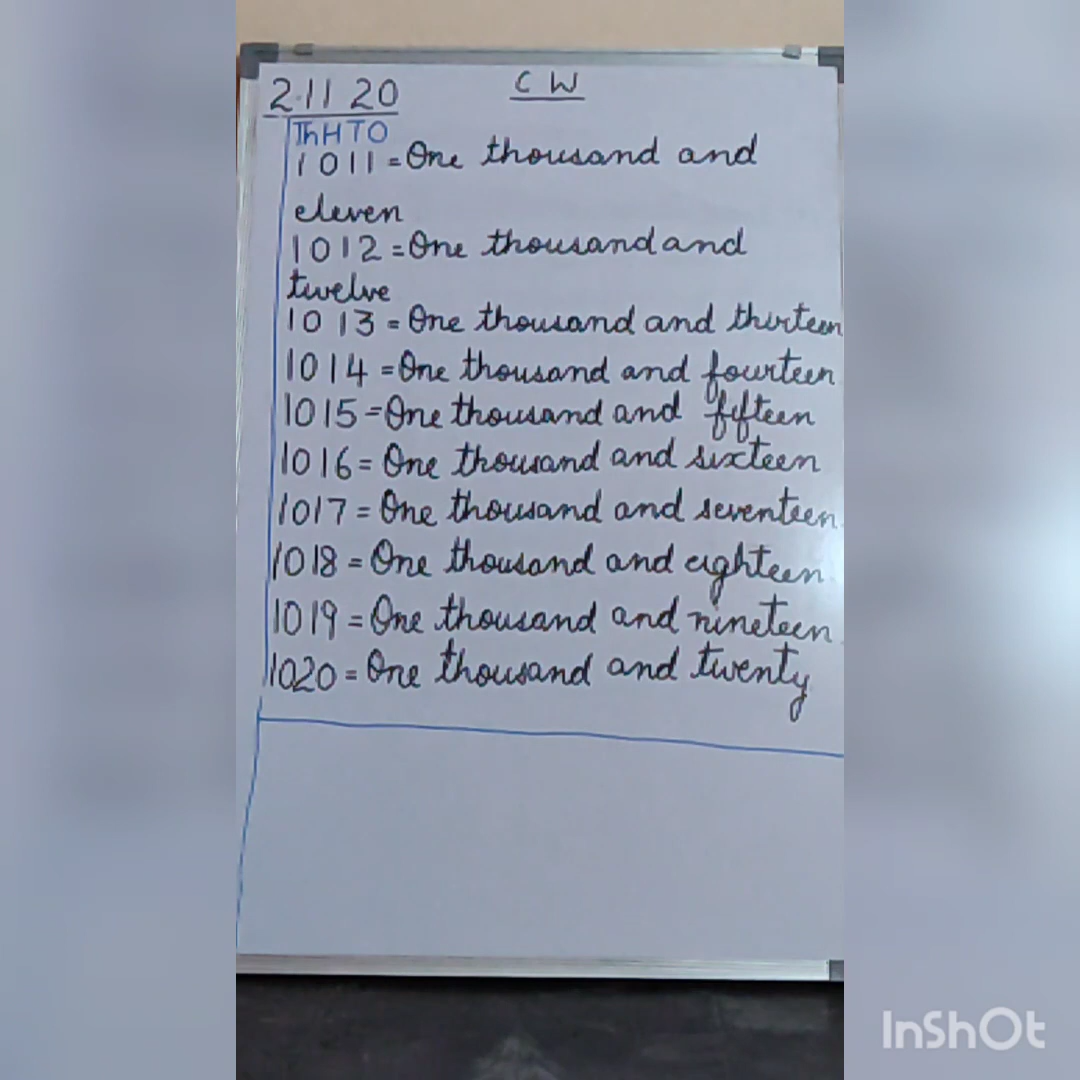 2·11 20
C W
Th H T O
1011 = One thousand and
eleven
1012 = One thousand and
twelve
1013 = One thousand and thirteen
1014 = One thousand and fourteen
1015 = One thousand and fifteen
1016 = One thousand and sixteen
1017 = One thousand and seventeen
1018 = One thousand and eighteen
1019 = One thousand and nineteen
1020 = One thousand and twenty
InShOt